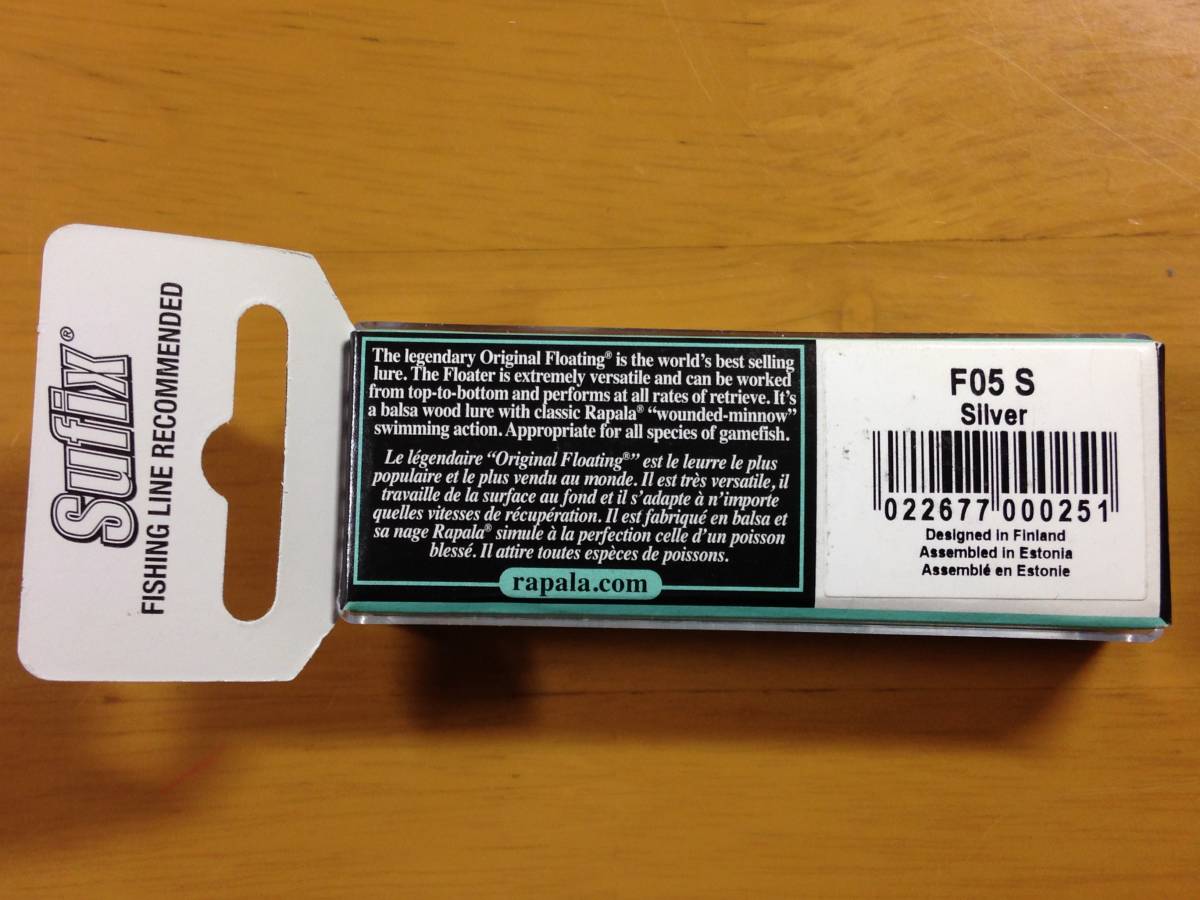 Sufix®
FISHING LINE RECOMMENDED
The legendary Original Floating® is the world's best selling
lure. The Floater is extremely versatile and can be worked
from top-to-bottom and performs at all rates of retrieve. It's
a balsa wood lure with classic Rapala® “wounded-minnow”
swimming action. Appropriate for all species of gamefish.
Le légendaire “Original Floating®” est le leurre le plus
populaire et le plus vendu au monde. Il est très versatile, il
travaille de la surface au fond et il s'adapte à n'importe
quelles vitesses de récupération. Il est fabriqué en balsa et
sa nage Rapala® simule à la perfection celle d'un poisson
blessé. Il attire toutes espèces de poissons.
rapala.com
F05 S
Silver
022677 000251
Designed in Finland
Assembled in Estonia
Assemblé en Estonie